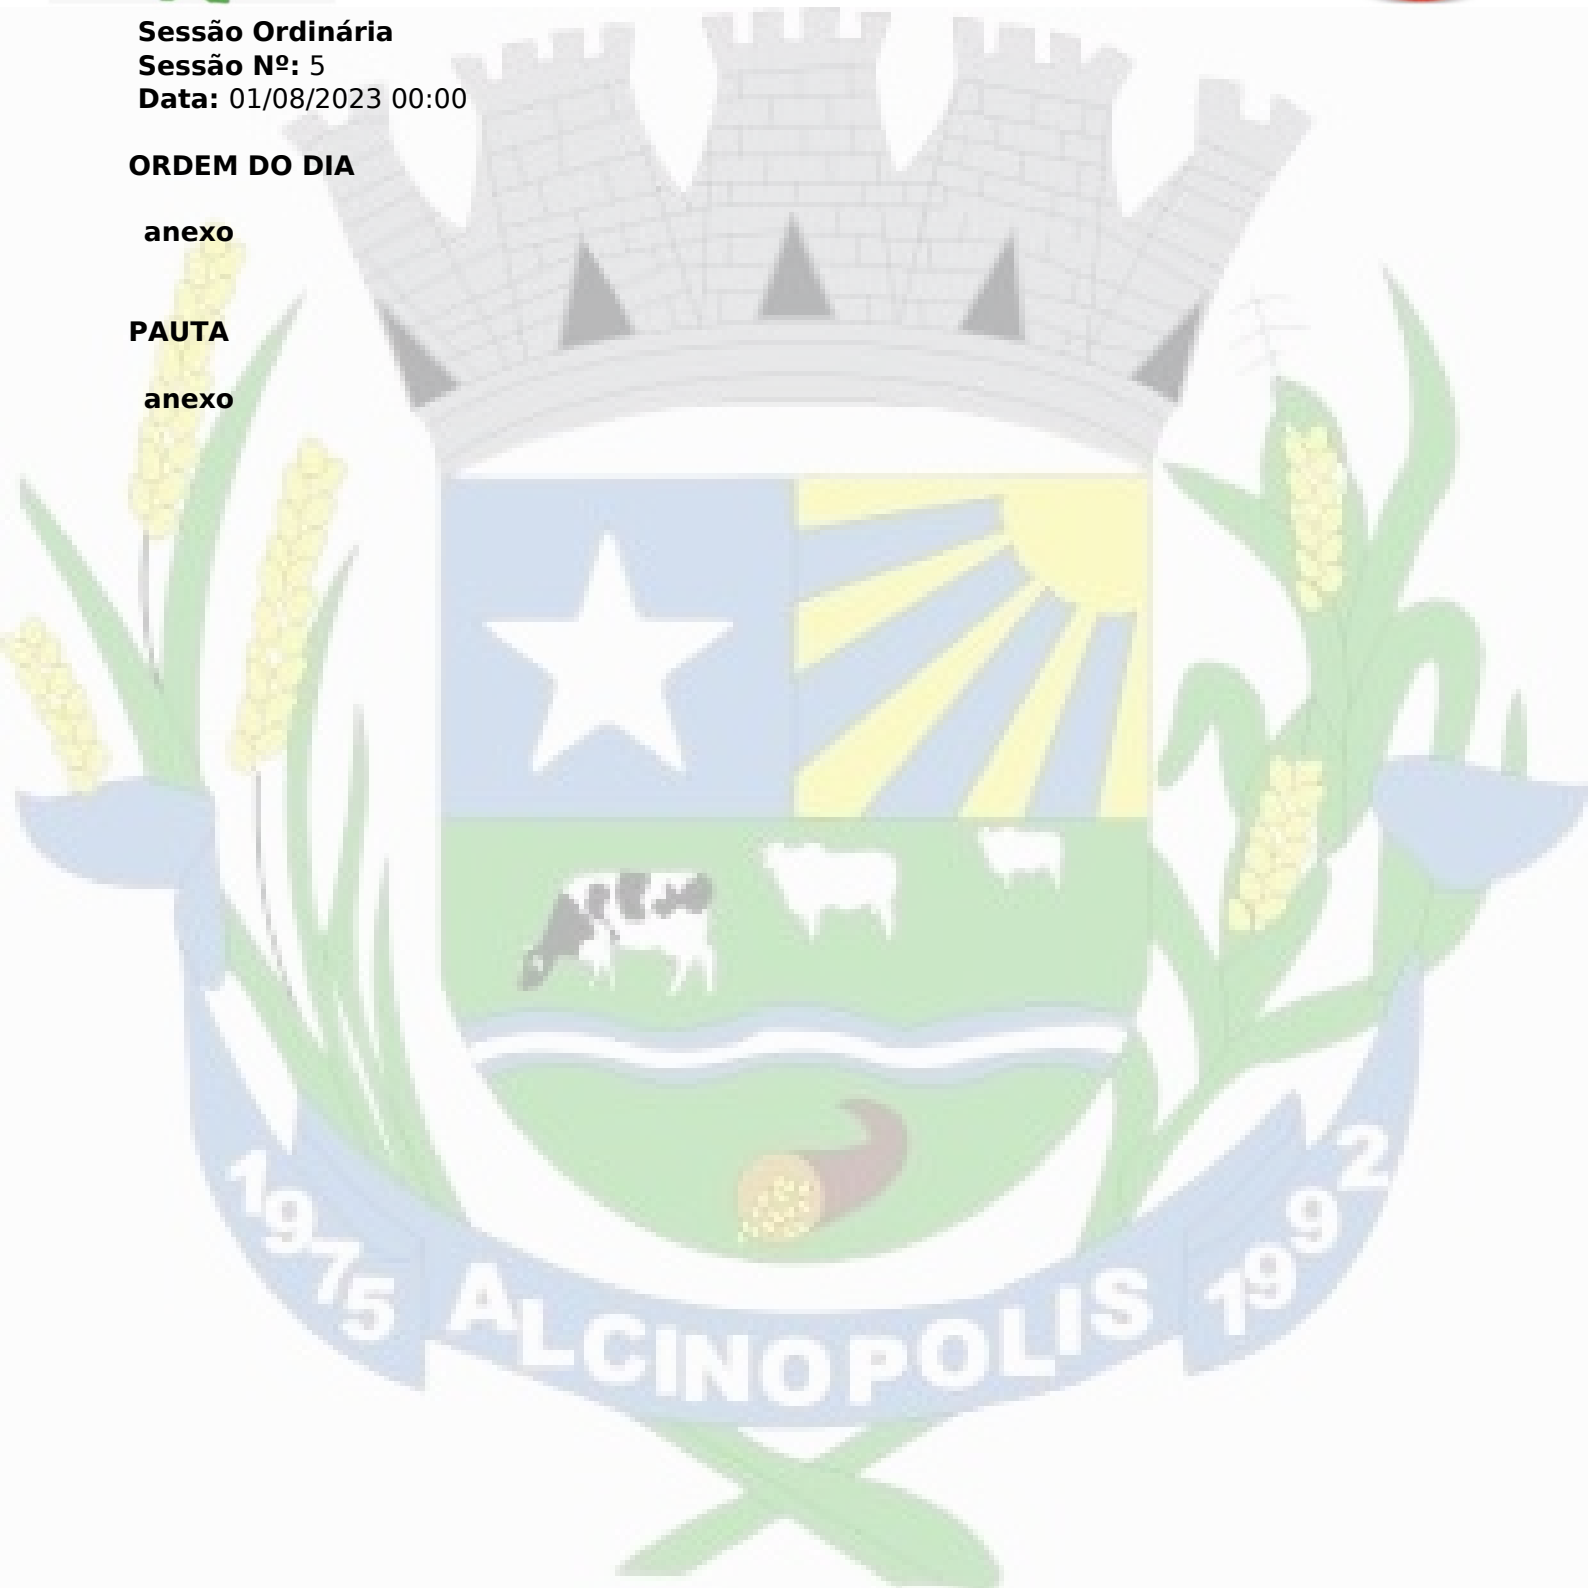 Sessão Ordinária
Sessão Nº: 5
Data: 01/08/2023 00:00
ORDEM DO DIA
anexo
PAUTA
anexo
1975 ALCINOPOLIS 1992